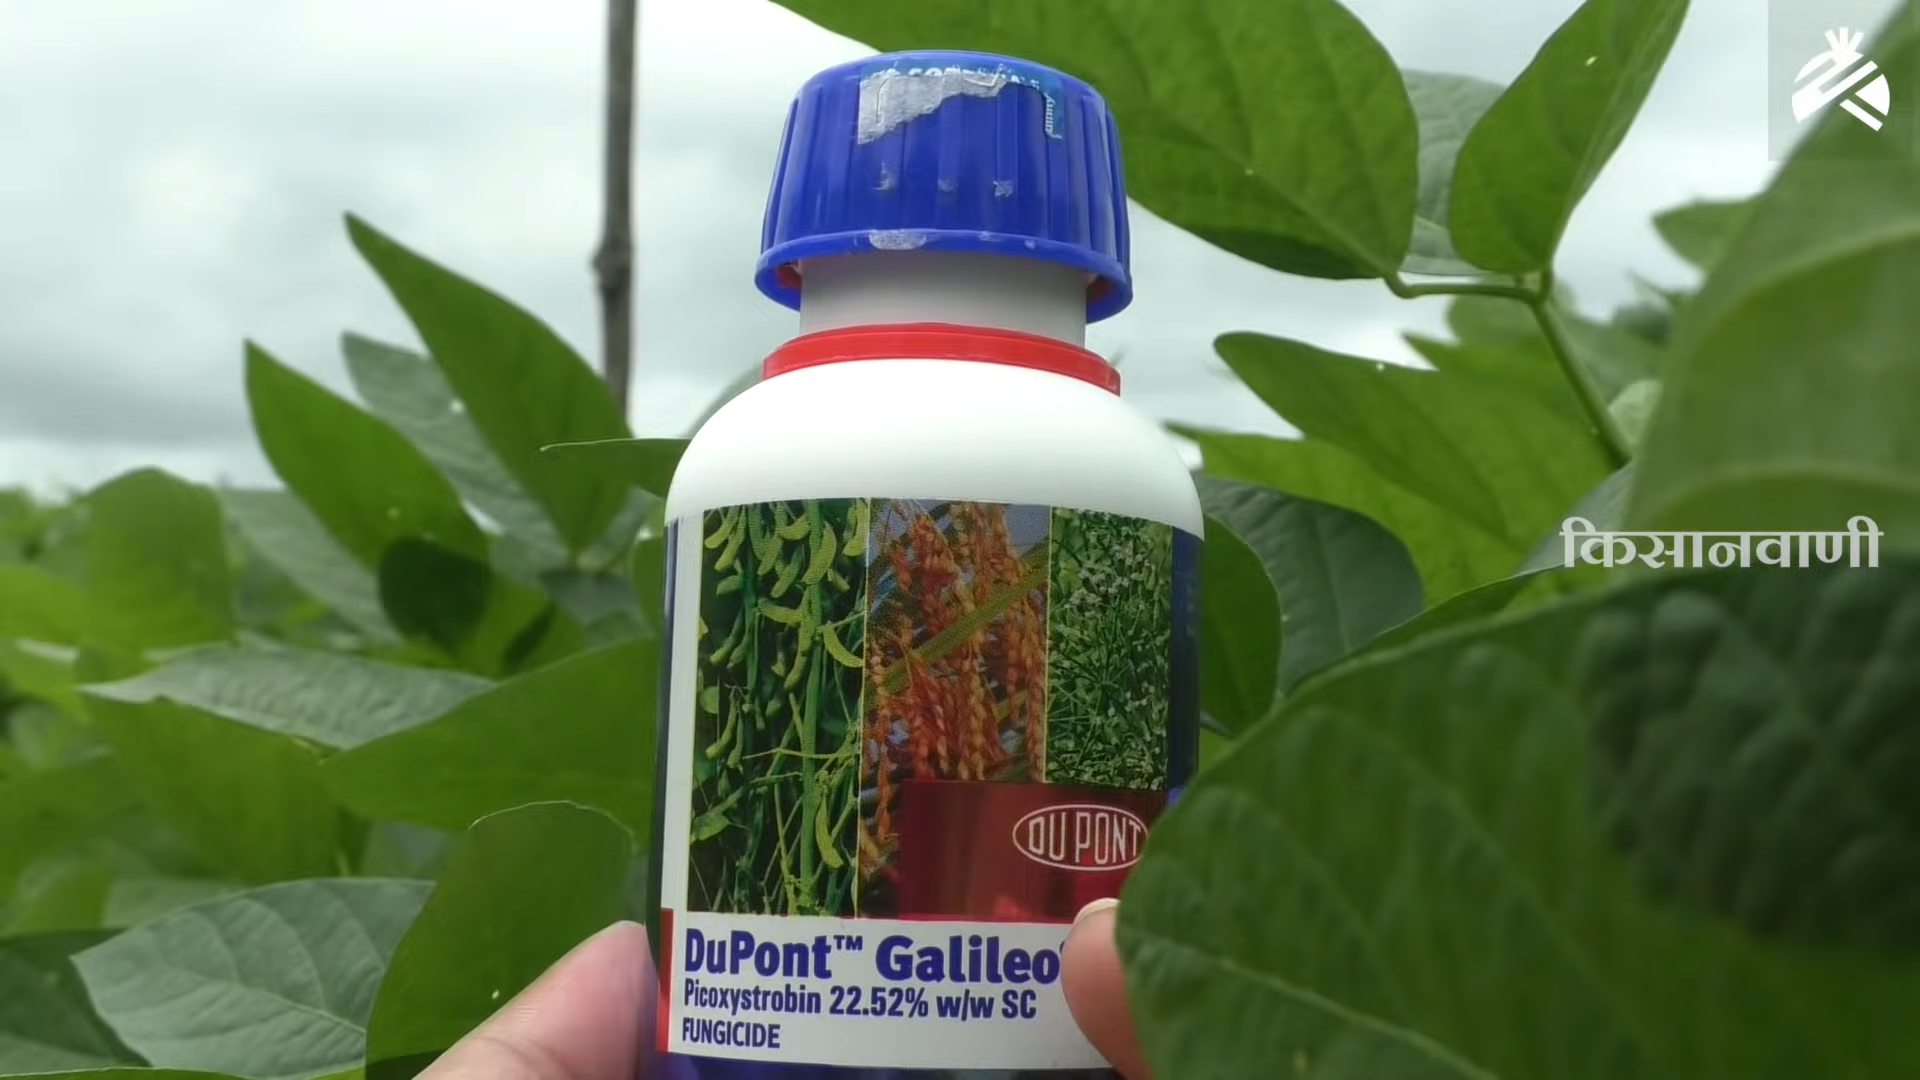 किसानवाणी
DU PONT
DuPont™ Galileo
Picoxystrobin 22.52% w/w SC
FUNGICIDE